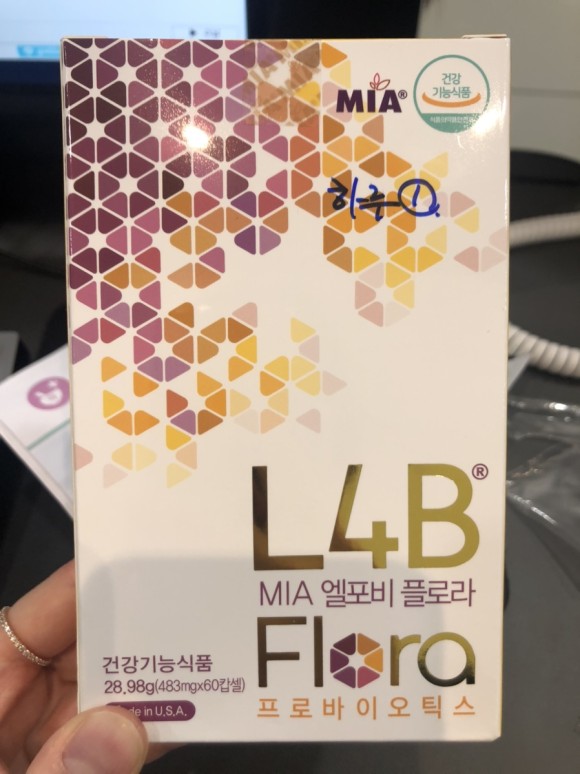 MIA®
건강
기능식품
하루 ①
L4B®
MIA 엘포비 플로라
Flora
건강기능식품
28.98g(483mgx60캡셀)
Made in U.S.A.
프로바이오틱스